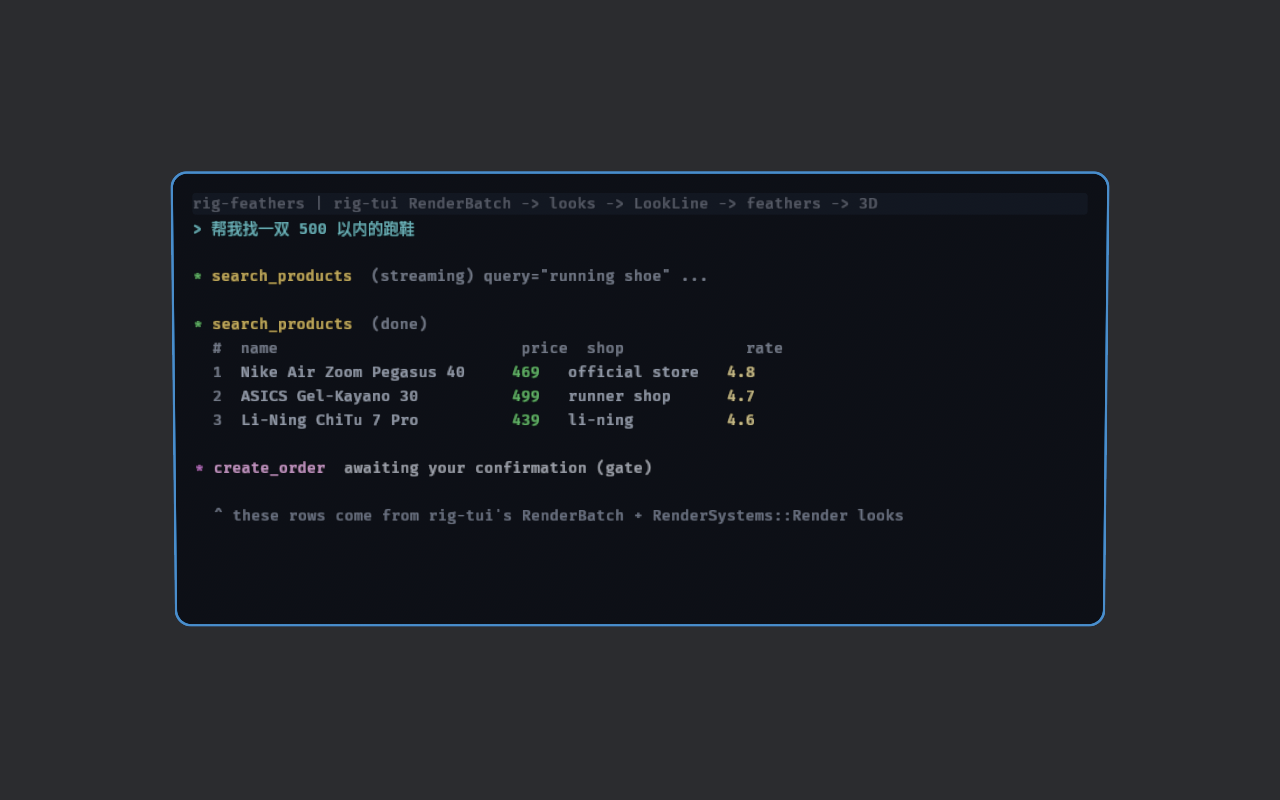 rig-feathers | rig-tui RenderBatch -> looks -> LookLine -> feathers -> 3D
> 帮我找一双 500 以内的跑鞋
* search_products (streaming) query="running shoe" ...
* search_products (done)
# name price shop rate
1 Nike Air Zoom Pegasus 40 469 official store 4.8
2 ASICS Gel-Kayano 30 499 runner shop 4.7
3 Li-Ning ChiTu 7 Pro 439 li-ning 4.6
* create_order awaiting your confirmation (gate)
^ these rows come from rig-tui's RenderBatch + RenderSystems::Render looks